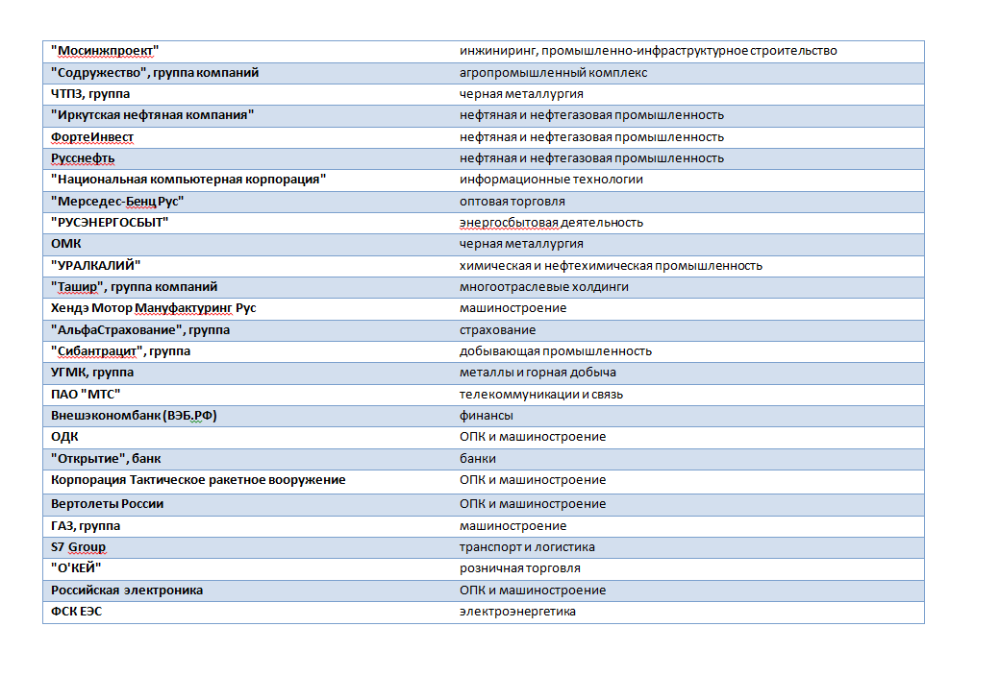 "Мосинжпроект" инжиниринг, промышленно-инфраструктурное строительство
"Содружество", группа компаний агропромышленный комплекс
ЧТПЗ, группа черная металлургия
"Иркутская нефтяная компания" нефтяная и нефтегазовая промышленность
ФортеИнвест нефтяная и нефтегазовая промышленность
Русснефть нефтяная и нефтегазовая промышленность
"Национальная компьютерная корпорация" информационные технологии
"Мерседес-Бенц Рус" оптовая торговля
"РУСЭНЕРГОСБЫТ" энергосбытовая деятельность
ОМК черная металлургия
"УРАЛКАЛИЙ" химическая и нефтехимическая промышленность
"Ташир", группа компаний многоотраслевые холдинги
Хендэ Мотор Мануфактуринг Рус машиностроение
"АльфаСтрахование", группа страхование
"Сибантрацит", группа добывающая промышленность
УГМК, группа металлы и горная добыча
ПАО "МТС" телекоммуникации и связь
Внешэкономбанк (ВЭБ.РФ) финансы
ОДК ОПК и машиностроение
"Открытие", банк банки
Корпорация Тактическое ракетное вооружение ОПК и машиностроение
Вертолеты России ОПК и машиностроение
ГАЗ, группа машиностроение
S7 Group транспорт и логистика
"О'КЕЙ" розничная торговля
Российская электроника ОПК и машиностроение
ФСК ЕЭС электроэнергетика